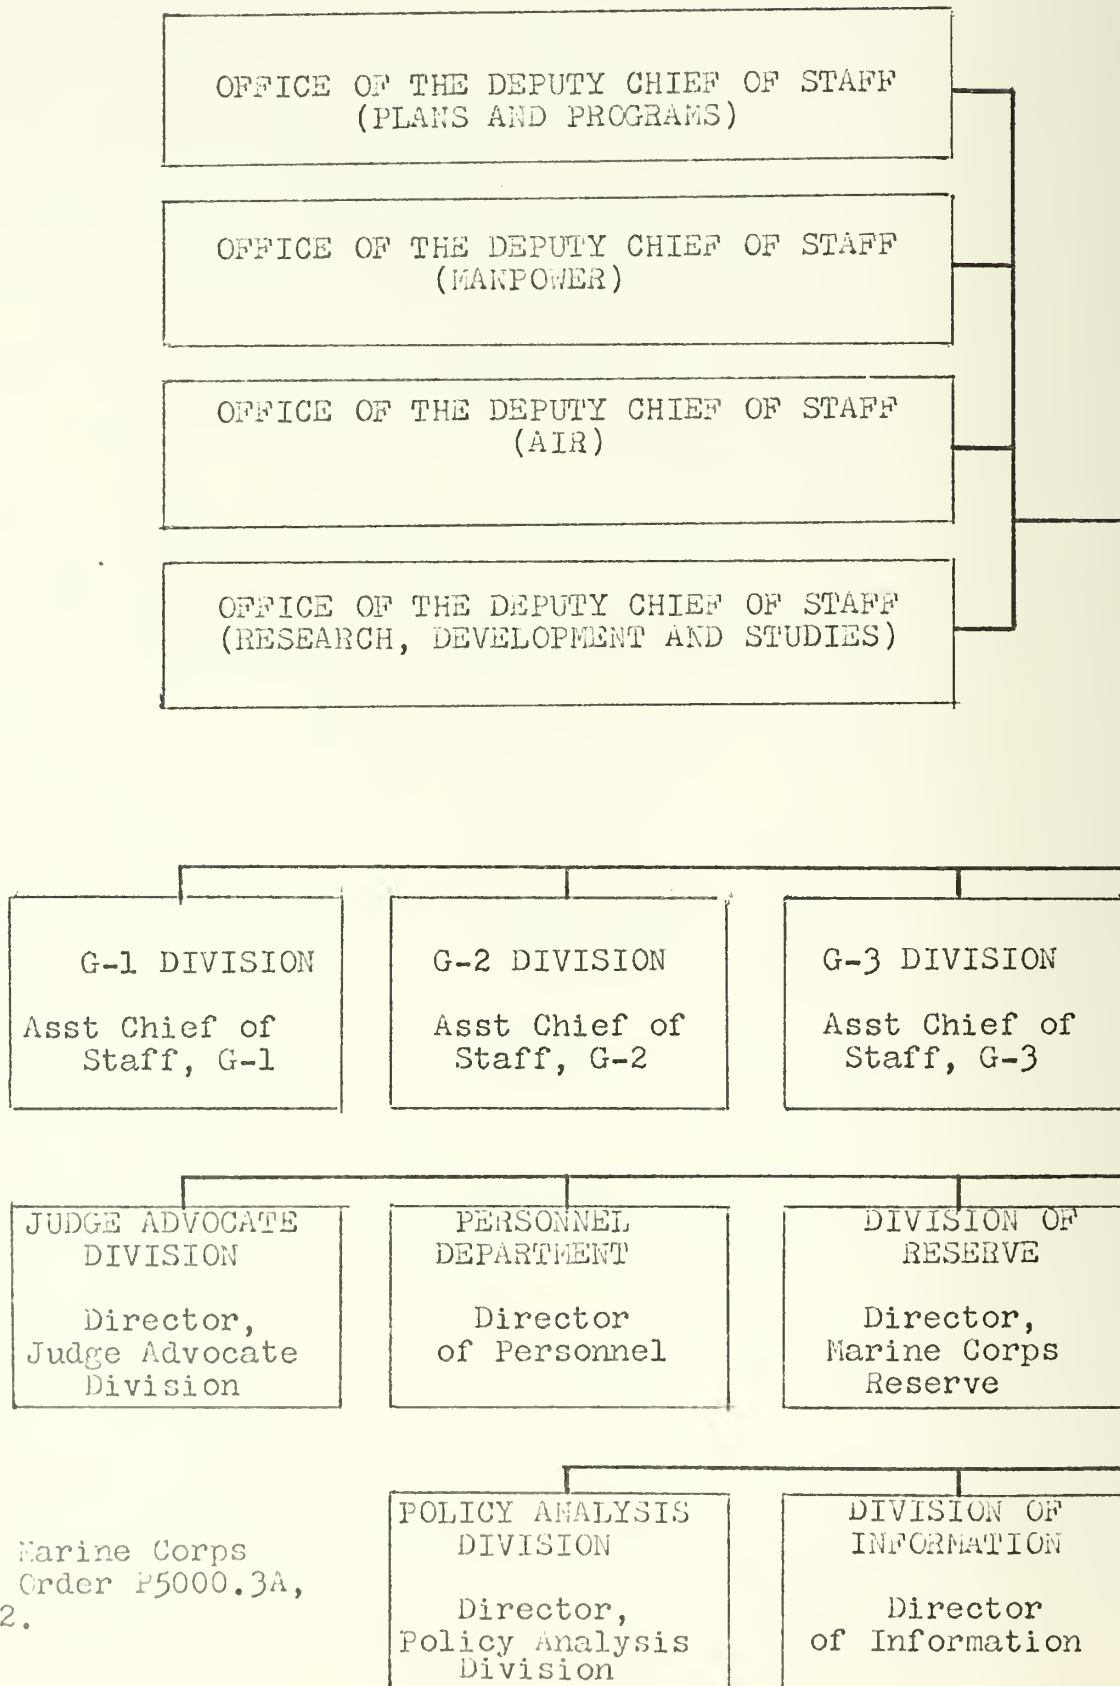 OFFICE OF THE DEPUTY CHIEF OF STAFF
(PLANS AND PROGRAMS)
OFFICE OF THE DEPUTY CHIEF OF STAFF
(MANPOWER)
OFFICE OF THE DEPUTY CHIEF OF STAFF
(AIR)
OFFICE OF THE DEPUTY CHIEF OF STAFF
(RESEARCH, DEVELOPMENT AND STUDIES)
G-1 DIVISION
Asst Chief of
Staff, G-1
G-2 DIVISION
Asst Chief of
Staff, G-2
G-3 DIVISION
Asst Chief of
Staff, G-3
JUDGE ADVOCATE
DIVISION
Director,
Judge Advocate
Division
PERSONNEL
DEPARTMENT
Director
of Personnel
DIVISION OF
RESERVE
Director,
Marine Corps
Reserve
POLICY ANALYSIS
DIVISION
Director,
Policy Analysis
Division
DIVISION OF
INFORMATION
Director
of Information
Marine Corps
Order P5000.3A,
2.